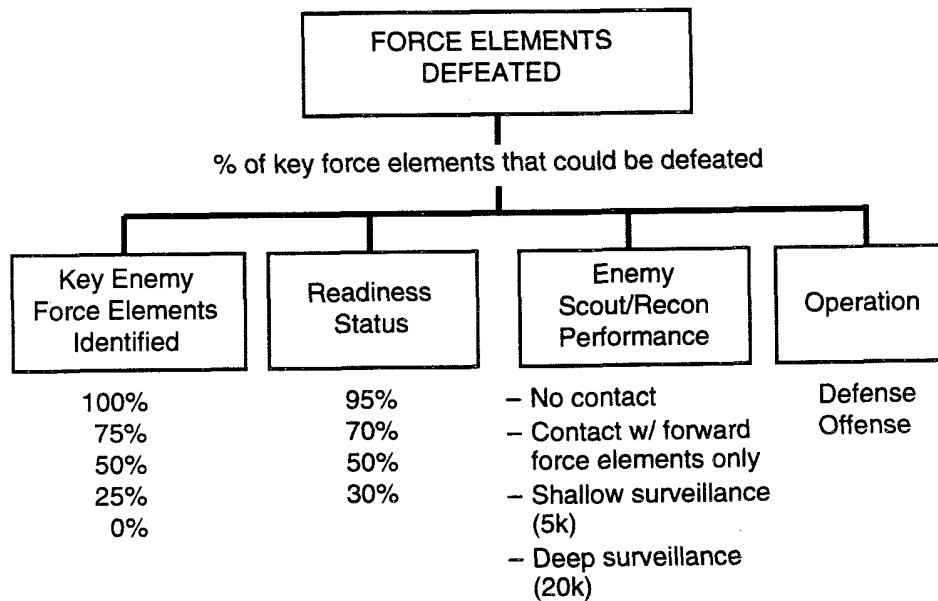 FORCE ELEMENTS
DEFEATED
% of key force elements that could be defeated
Key Enemy
Force Elements
Identified
100%
75%
50%
25%
0%
Readiness
Status
95%
70%
50%
30%
Enemy
Scout/Recon
Performance
– No contact
– Contact w/ forward
force elements only
– Shallow surveillance
(5k)
– Deep surveillance
(20k)
Operation
Defense
Offense